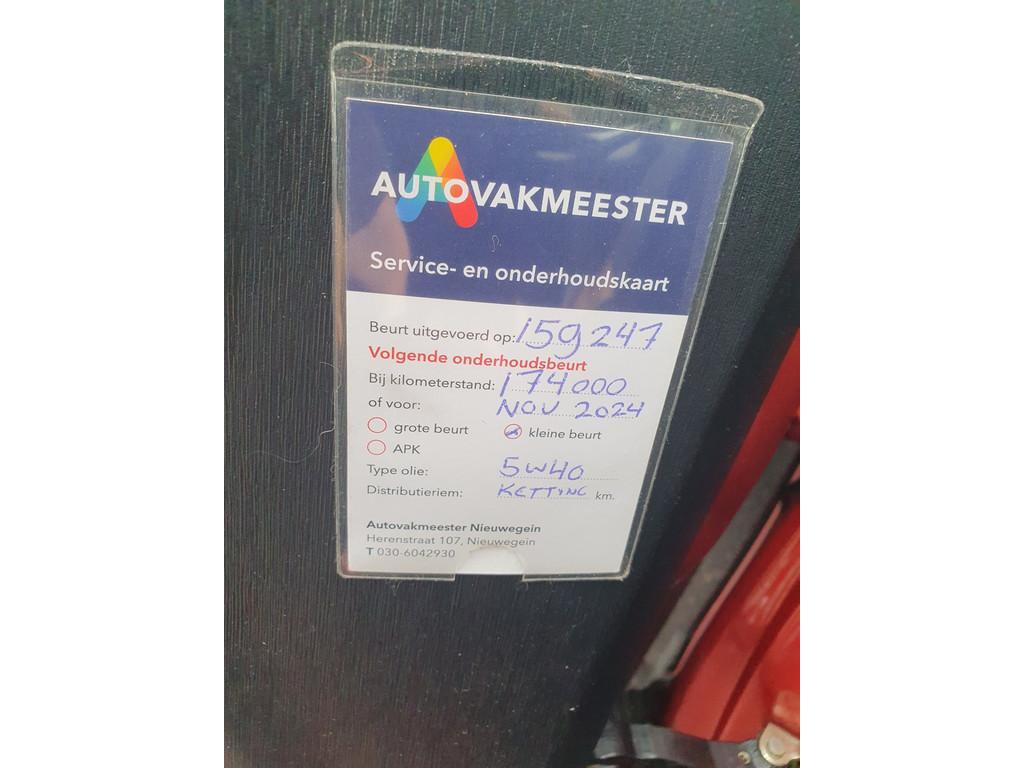 AUTOVAKMEESTER
Service- en onderhoudskaart
Beurt uitgevoerd op: 159247
Volgende onderhoudsbeurt
Bij kilometerstand: 174000
of voor: NOV 2024
grote beurt kleine beurt
APK
Type olie: 5W40
Distributieriem: KETTING km.
Autovakmeester Nieuwegein
Herenstraat 107, Nieuwegein
T 030-6042930